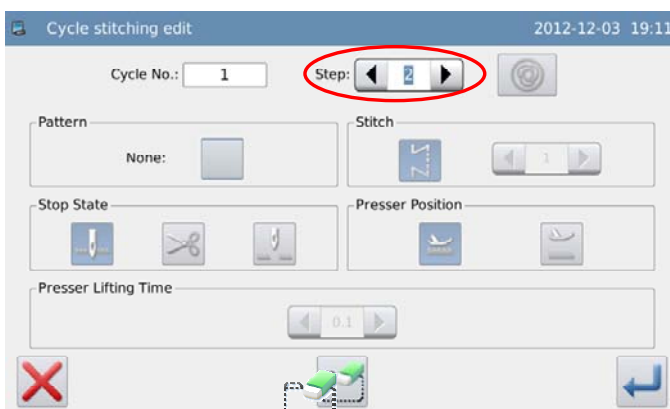 Cycle stitching edit 2012-12-03 19:11
Cycle No.: 1 Step: 2
Pattern Stitch
None: 1
Stop State Presser Position
Presser Lifting Time
0.1